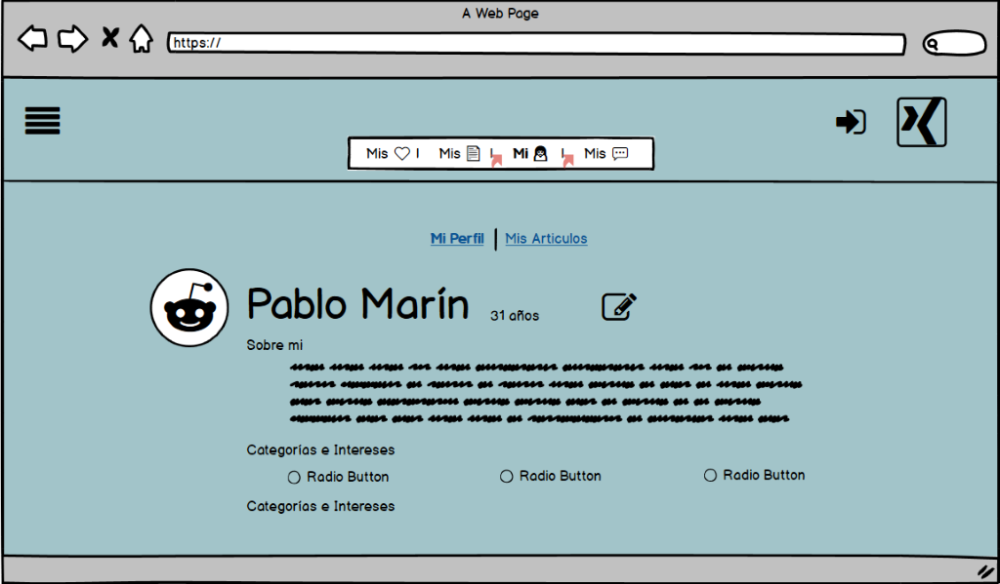 A Web Page
https://
Mis | Mis | Mi | Mis
Mi Perfil | Mis Articulos
Pablo Marín 31 años
Sobre mi
Categorías e Intereses
Radio Button Radio Button Radio Button
Categorías e Intereses